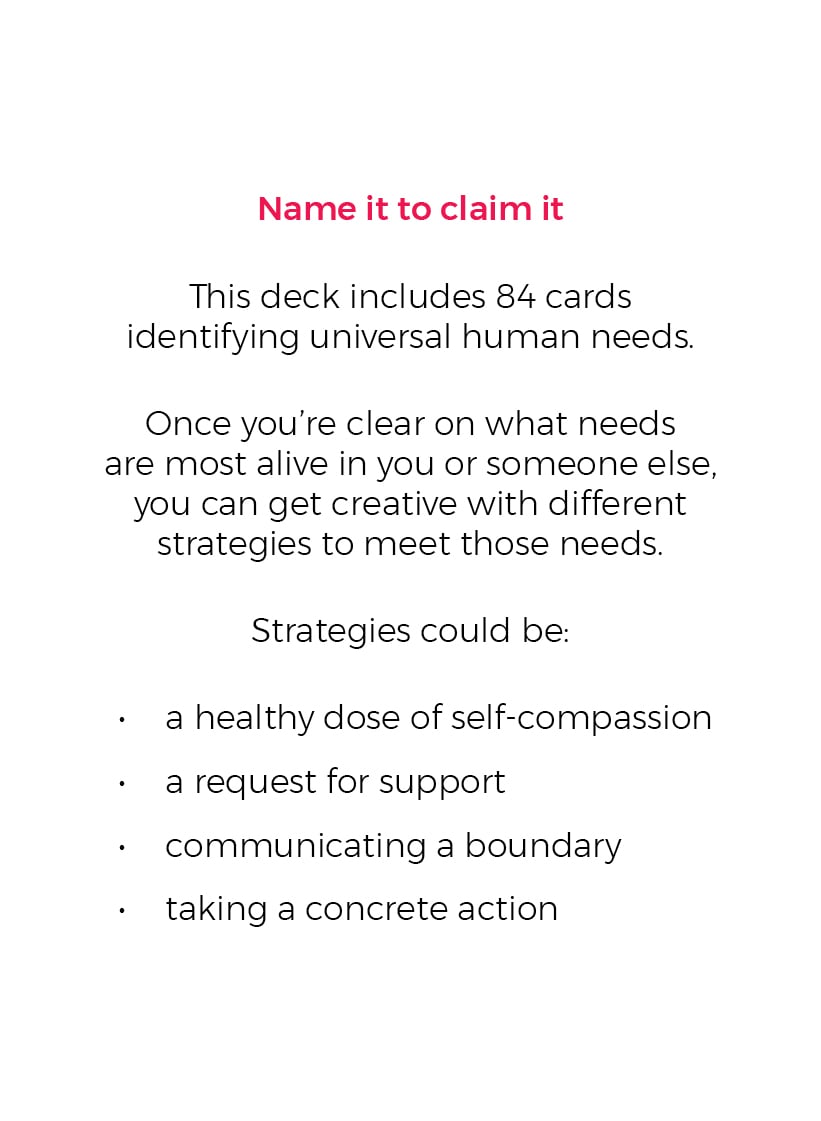 Name it to claim it
This deck includes 84 cards
identifying universal human needs.
Once you’re clear on what needs
are most alive in you or someone else,
you can get creative with different
strategies to meet those needs.
Strategies could be:
• a healthy dose of self-compassion
• a request for support
• communicating a boundary
• taking a concrete action